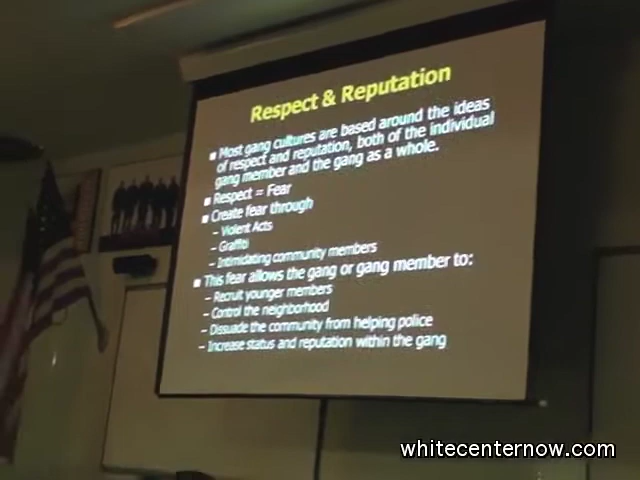 Respect & Reputation
■ Most gang cultures are based around the ideas
of respect and reputation, both of the individual
gang member and the gang as a whole.
■ Respect = Fear
■ Create fear through
– Violent Acts
– Graffiti
– Intimidating community members
■ This fear allows the gang or gang member to:
– Recruit younger members
– Control the neighborhood
– Dissuade the community from helping police
– Increase status and reputation within the gang
whitecenternow.com